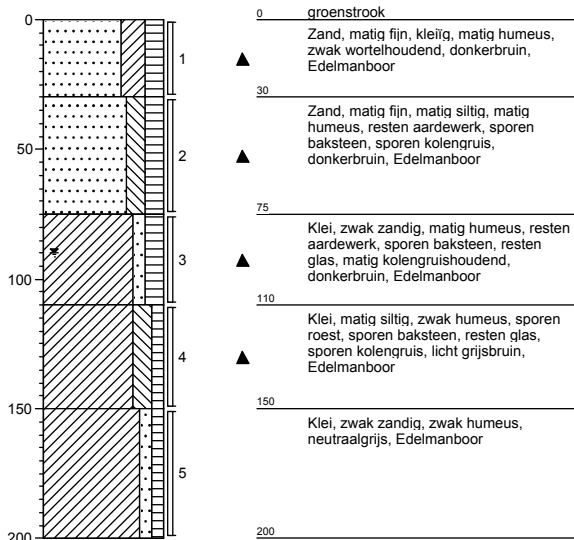 0
0 groenstrook
1
Zand, matig fijn, kleiïg, matig humeus,
zwak wortelhoudend, donkerbruin,
Edelmanboor
30
2
50
Zand, matig fijn, matig siltig, matig
humeus, resten aardewerk, sporen
baksteen, sporen kolengruis,
donkerbruin, Edelmanboor
75
3
100
Klei, zwak zandig, matig humeus, resten
aardewerk, sporen baksteen, resten
glas, matig kolengruishoudend,
donkerbruin, Edelmanboor
110
4
Klei, matig siltig, zwak humeus, sporen
roest, sporen baksteen, resten glas,
sporen kolengruis, licht grijsbruin,
Edelmanboor
150
150
5
Klei, zwak zandig, zwak humeus,
neutraalgrijs, Edelmanboor
200
200